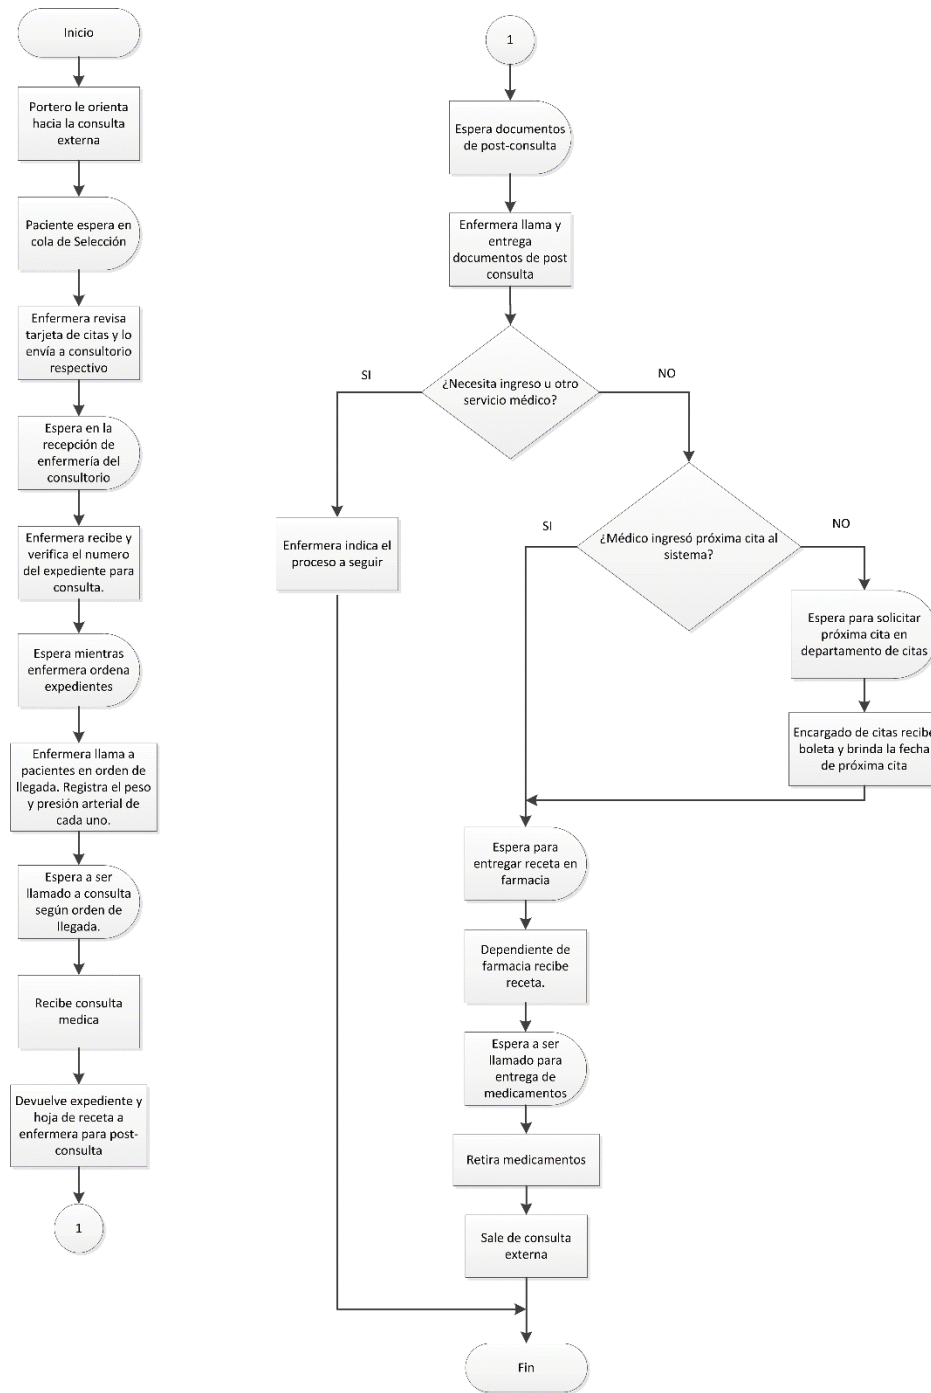 Inicio
Portero le orienta
hacia la consulta
externa
Paciente espera en
cola de Selección
Enfermera revisa
tarjeta de citas y lo
envía a consultorio
respectivo
Espera en la
recepción de
enfermería del
consultorio
Enfermera recibe y
verifica el numero
del expediente para
consulta.
Espera mientras
enfermera ordena
expedientes
Enfermera llama a
pacientes en orden de
llegada. Registra el peso
y presión arterial de
cada uno.
Espera a ser
llamado a consulta
según orden de
llegada.
Recibe consulta
medica
Devuelve expediente y
hoja de receta a
enfermera para post-
consulta
1
1
Espera documentos
de post-consulta
Enfermera llama y
entrega
documentos de post
consulta
¿Necesita ingreso u otro
servicio médico?
SI
NO
Enfermera indica el
proceso a seguir
¿Médico ingresó próxima cita al
sistema?
SI
NO
Espera para solicitar
próxima cita en
departamento de citas
Encargado de citas recibe
boleta y brinda la fecha
de próxima cita
Espera para
entregar receta en
farmacia
Dependiente de
farmacia recibe
receta.
Espera a ser
llamado para
entrega de
medicamentos
Retira medicamentos
Sale de consulta
externa
Fin